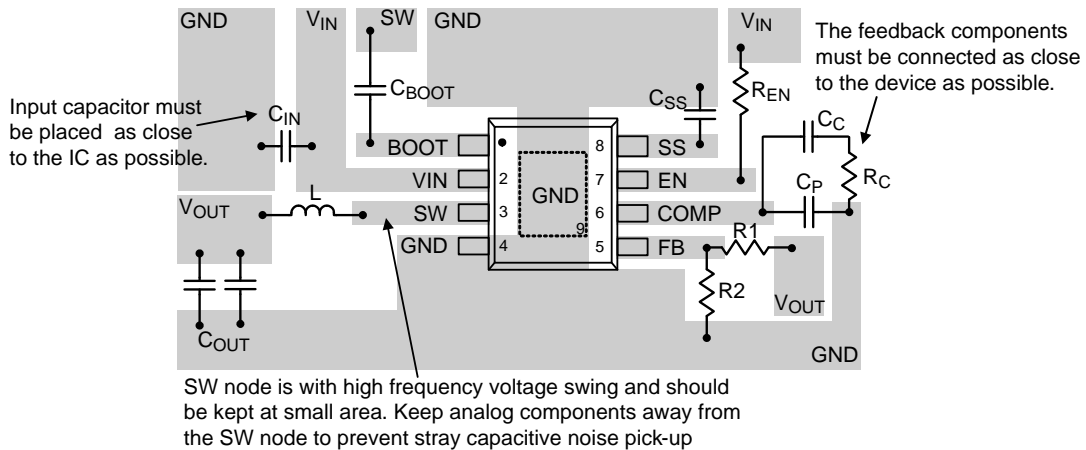 GND
VIN
SW
GND
VIN
The feedback components
must be connected as close
to the device as possible.
Input capacitor must
be placed as close
to the IC as possible.
CIN
CBOOT
CSS
REN
CC
RC
CP
BOOT
8
SS
VIN
2
7
EN
GND
VOUT
L
SW
3
6
COMP
9
GND
4
5
FB
R1
R2
VOUT
COUT
GND
SW node is with high frequency voltage swing and should
be kept at small area. Keep analog components away from
the SW node to prevent stray capacitive noise pick-up